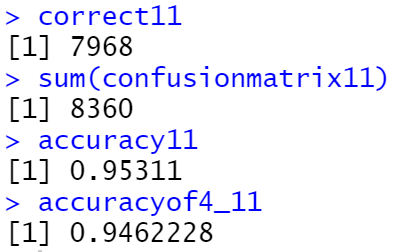 > correct11
[1] 7968
> sum(confusionmatrix11)
[1] 8360
> accuracy11
[1] 0.95311
> accuracyof4_11
[1] 0.9462228